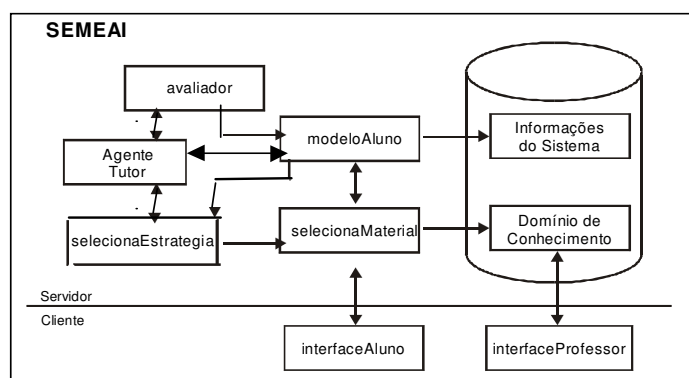 SEMEAI
avaliador
Agente
Tutor
modeloAluno
Informações
do Sistema
selecionaEstrategia
selecionaMaterial
Domínio de
Conhecimento
Servidor
Cliente
interfaceAluno
interfaceProfessor